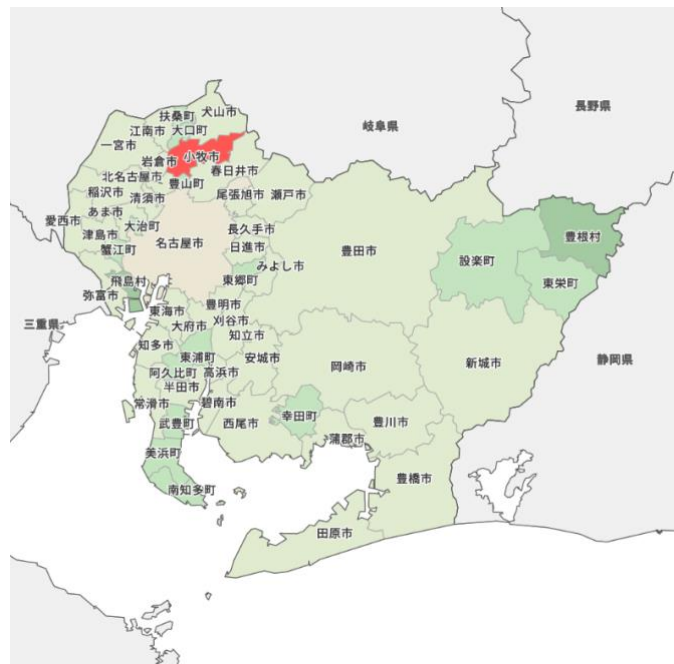 長野県
岐阜県
扶桑町
犬山市
江南市
大口町
一宮市
岩倉市
小牧市
春日井市
北名古屋市
豊山町
稲沢市
清須市
尾張旭市
瀬戸市
あま市
愛西市
大治町
長久手市
津島市
名古屋市
日進市
豊田市
豊根村
設楽町
蟹江町
みよし市
東郷町
東栄町
飛島村
弥富市
豊明市
東海市
三重県
大府市
刈谷市
知立市
知多市
東浦町
安城市
岡崎市
新城市
静岡県
阿久比町
高浜市
半田市
常滑市
碧南市
武豊町
西尾市
幸田町
豊川市
蒲郡市
美浜町
南知多町
豊橋市
田原市